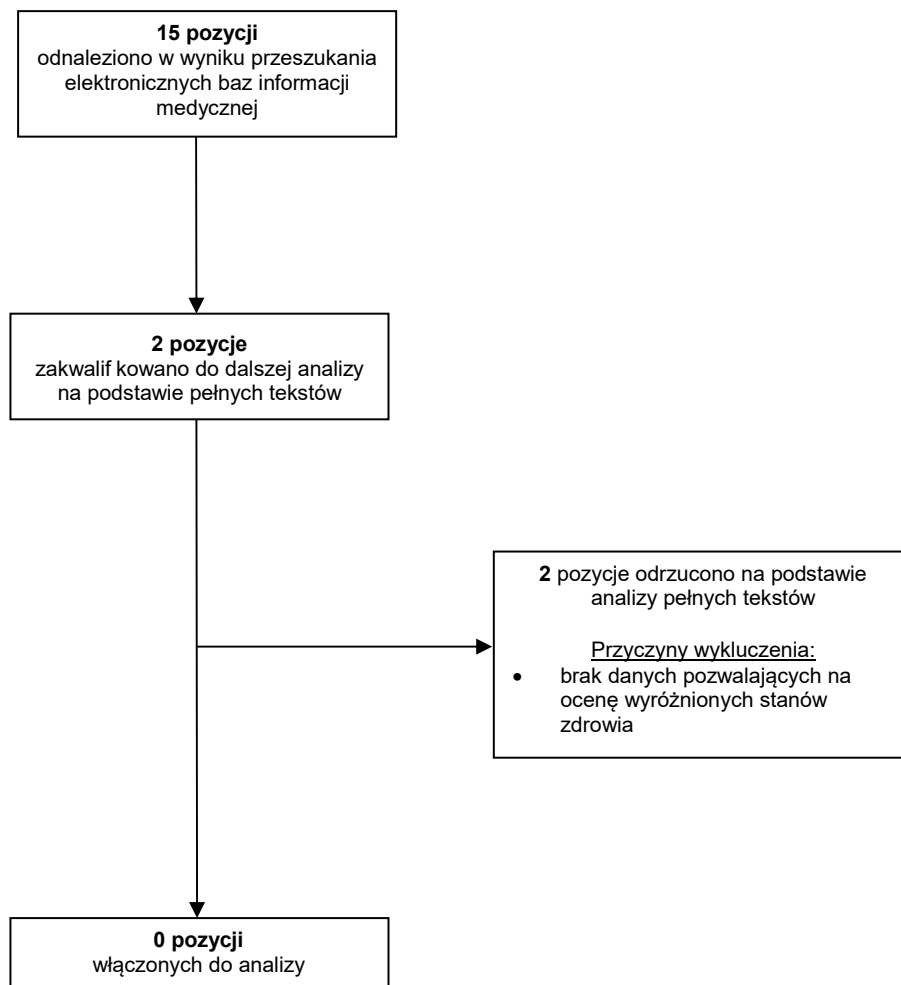 15 pozycji
odnaleziono w wyniku przeszukania
elektronicznych baz informacji
medycznej
2 pozycje
zakwalif kowano do dalszej analizy
na podstawie pełnych tekstów
2 pozycje odrzucono na podstawie
analizy pełnych tekstów
Przyczyny wykluczenia:
• brak danych pozwalających na
ocenę wyróżnionych stanów
zdrowia
0 pozycji
włączonych do analizy